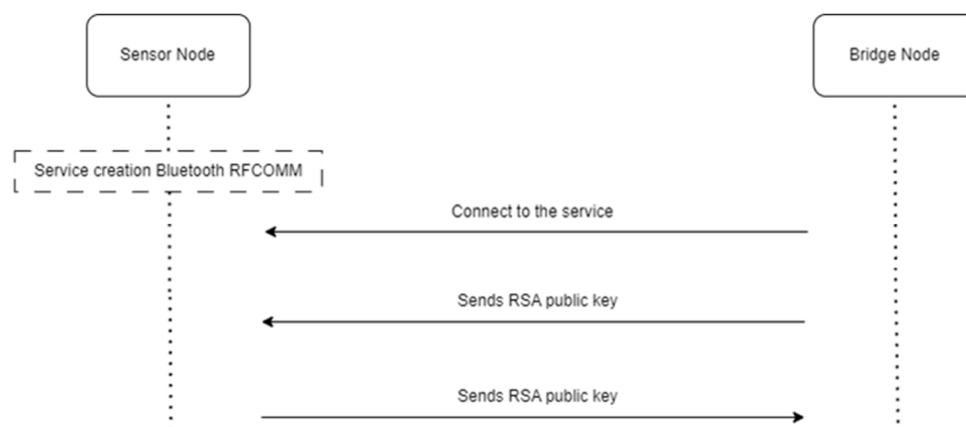 Sensor Node
Bridge Node
Service creation Bluetooth RFCOMM
Connect to the service
Sends RSA public key
Sends RSA public key